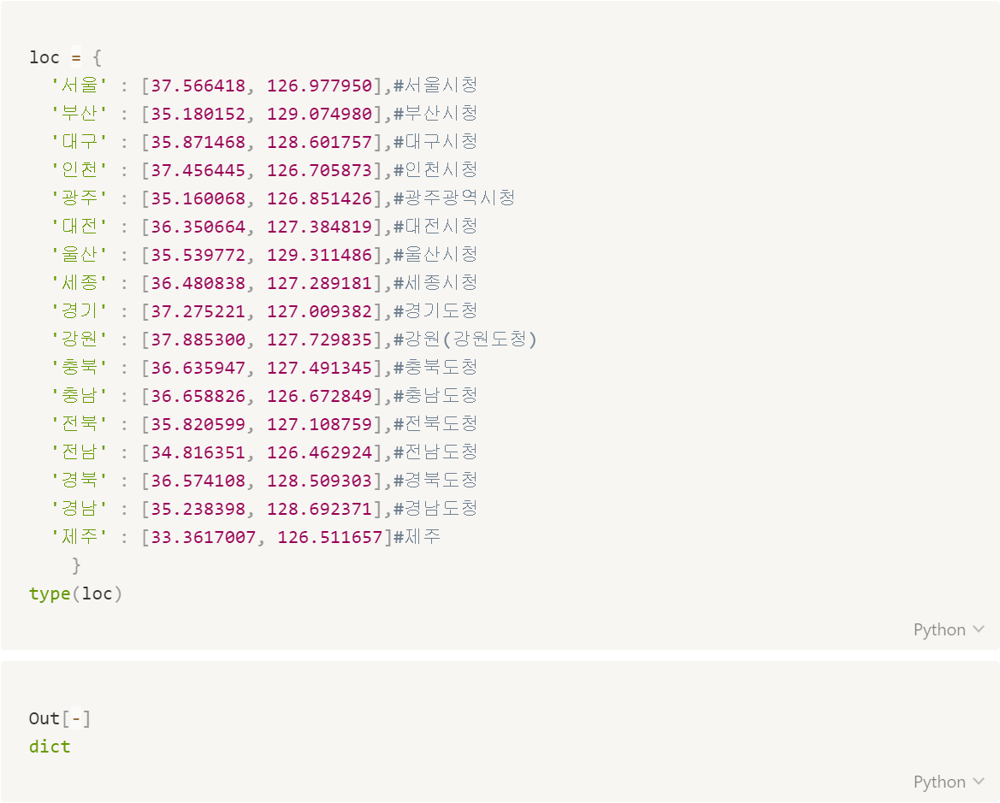 loc = {
'서울' : [37.566418, 126.977950],#서울시청
'부산' : [35.180152, 129.074980],#부산시청
'대구' : [35.871468, 128.601757],#대구시청
'인천' : [37.456445, 126.705873],#인천시청
'광주' : [35.160068, 126.851426],#광주광역시청
'대전' : [36.350664, 127.384819],#대전시청
'울산' : [35.539772, 129.311486],#울산시청
'세종' : [36.480838, 127.289181],#세종시청
'경기' : [37.275221, 127.009382],#경기도청
'강원' : [37.885300, 127.729835],#강원(강원도청)
'충북' : [36.635947, 127.491345],#충북도청
'충남' : [36.658826, 126.672849],#충남도청
'전북' : [35.820599, 127.108759],#전북도청
'전남' : [34.816351, 126.462924],#전남도청
'경북' : [36.574108, 128.509303],#경북도청
'경남' : [35.238398, 128.692371],#경남도청
'제주' : [33.3617007, 126.511657]#제주
}
type(loc)
Python
Out[-]
dict
Python